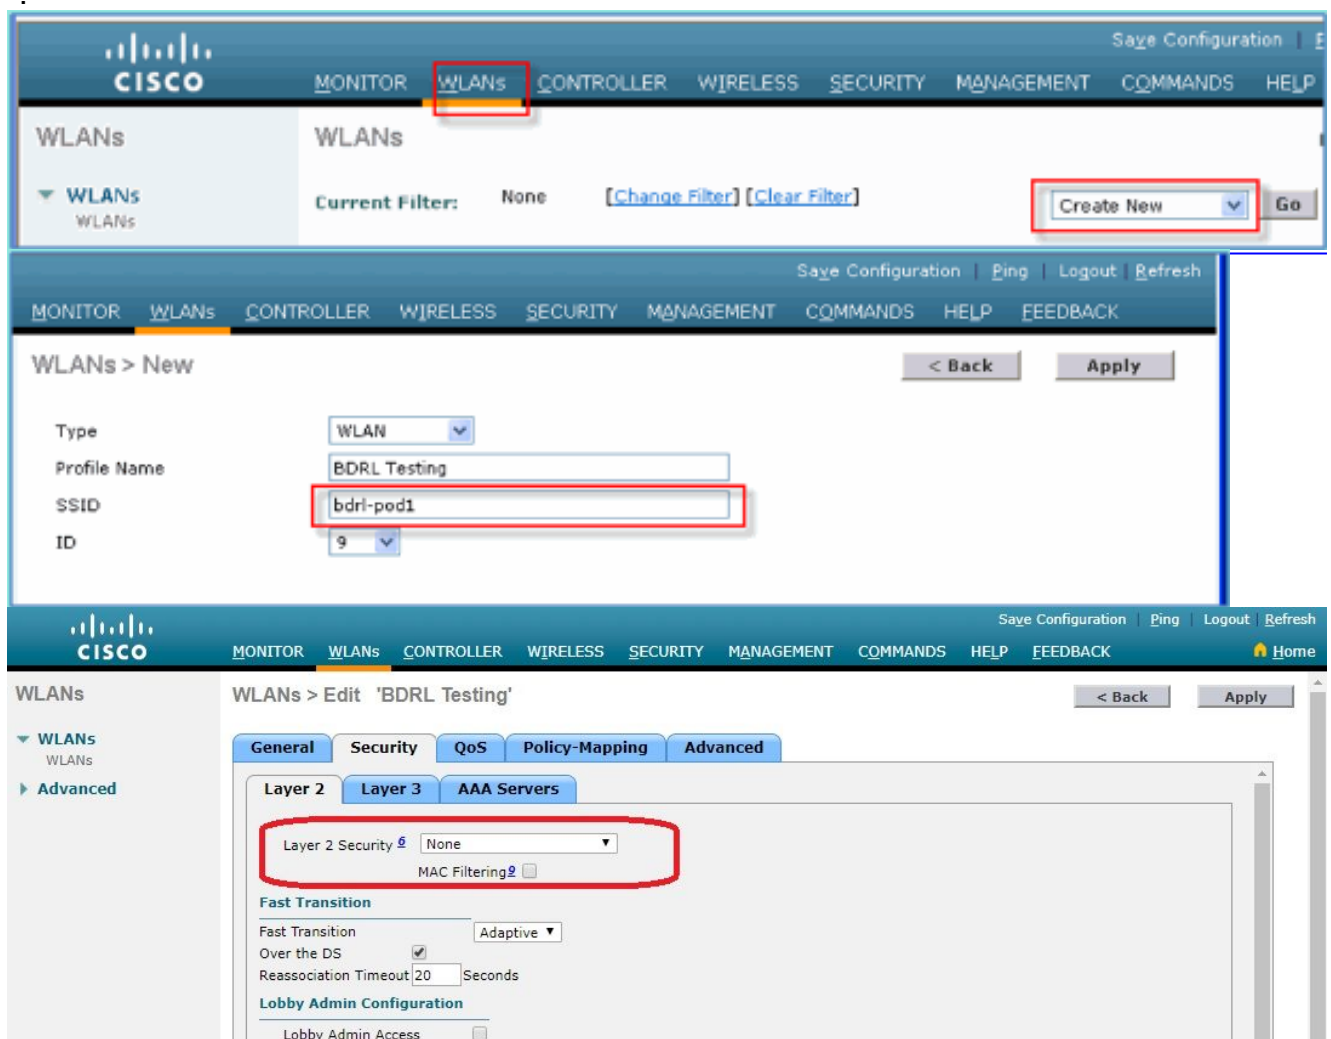 Save Configuration
CISCO
MONITOR WLANs CONTROLLER WIRELESS SECURITY MANAGEMENT COMMANDS HELP
WLANs
WLANs
WLANs
WLANs
Current Filter: None [Change Filter] [Clear Filter]
Create New Go
Save Configuration Ping Logout Refresh
MONITOR WLANs CONTROLLER WIRELESS SECURITY MANAGEMENT COMMANDS HELP FEEDBACK
WLANs > New < Back Apply
Type WLAN
Profile Name BDRL Testing
SSID bdrl-pod1
ID 9
Save Configuration Ping Logout Refresh
CISCO
MONITOR WLANs CONTROLLER WIRELESS SECURITY MANAGEMENT COMMANDS HELP FEEDBACK Home
WLANs
WLANs
WLANs
Advanced
WLANs > Edit 'BDRL Testing' < Back Apply
General Security QoS Policy-Mapping Advanced
Layer 2 Layer 3 AAA Servers
Layer 2 Security 6 None
MAC Filtering 9
Fast Transition
Fast Transition Adaptive
Over the DS
Reassociation Timeout 20 Seconds
Lobby Admin Configuration
Lobby Admin Access